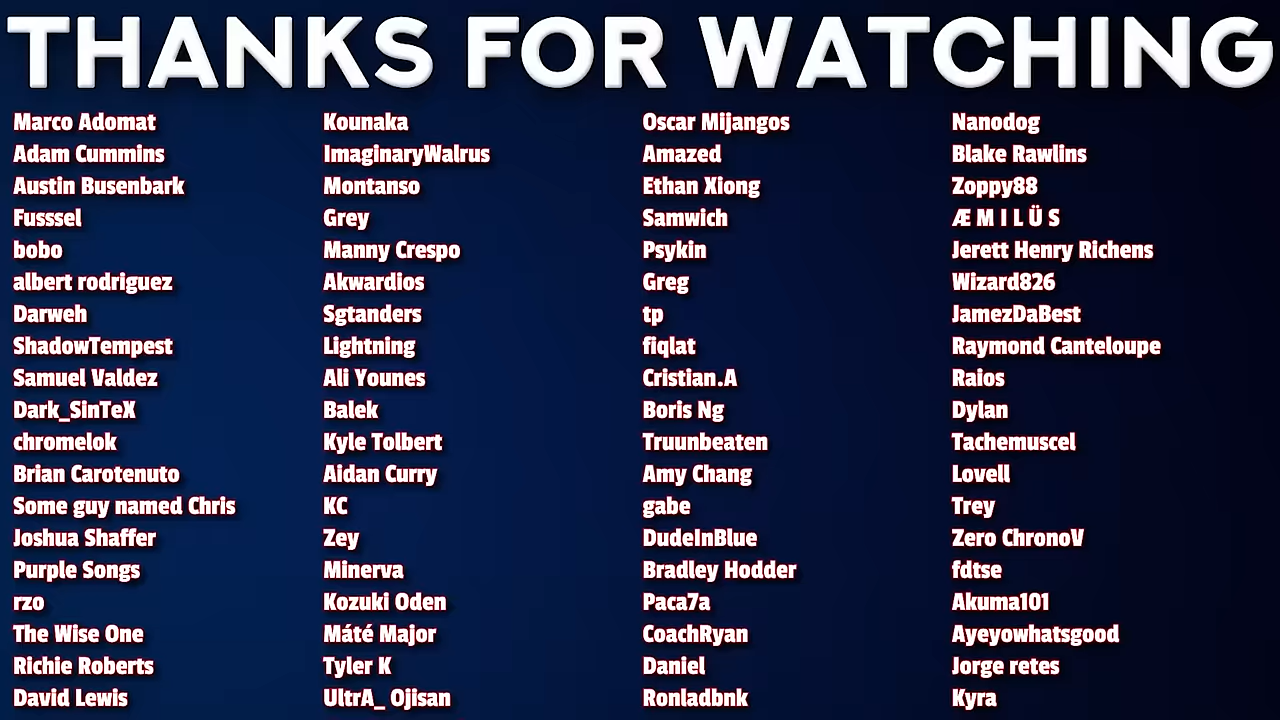 THANKS FOR WATCHING
Marco Adomat
Adam Cummins
Austin Busenbark
Fusssel
bobo
albert rodriguez
Darweh
ShadowTempest
Samuel Valdez
Dark_SinTeX
chromelok
Brian Carotenuto
Some guy named Chris
Joshua Shaffer
Purple Songs
rzo
The Wise One
Richie Roberts
David Lewis
Kounaka
ImaginaryWalrus
Montanso
Grey
Manny Crespo
Akwardios
Sgtanders
Lightning
Ali Younes
Balek
Kyle Tolbert
Aidan Curry
KC
Zey
Minerva
Kozuki Oden
Máté Major
Tyler K
UltrA_ Ojisan
Oscar Mijangos
Amazed
Ethan Xiong
Samwich
Psykin
Greg
tp
fiqlat
Cristian.A
Boris Ng
Truunbeaten
Amy Chang
gabe
DudeInBlue
Bradley Hodder
Paca7a
CoachRyan
Daniel
Ronladbnk
Nanodog
Blake Rawlins
Zoppy88
Æ M I L Ü S
Jerett Henry Richens
Wizard826
JamezDaBest
Raymond Canteloupe
Raios
Dylan
Tachemuscel
Lovell
Trey
Zero ChronoV
fdtse
Akuma101
Ayeyowhatsgood
Jorge retes
Kyra